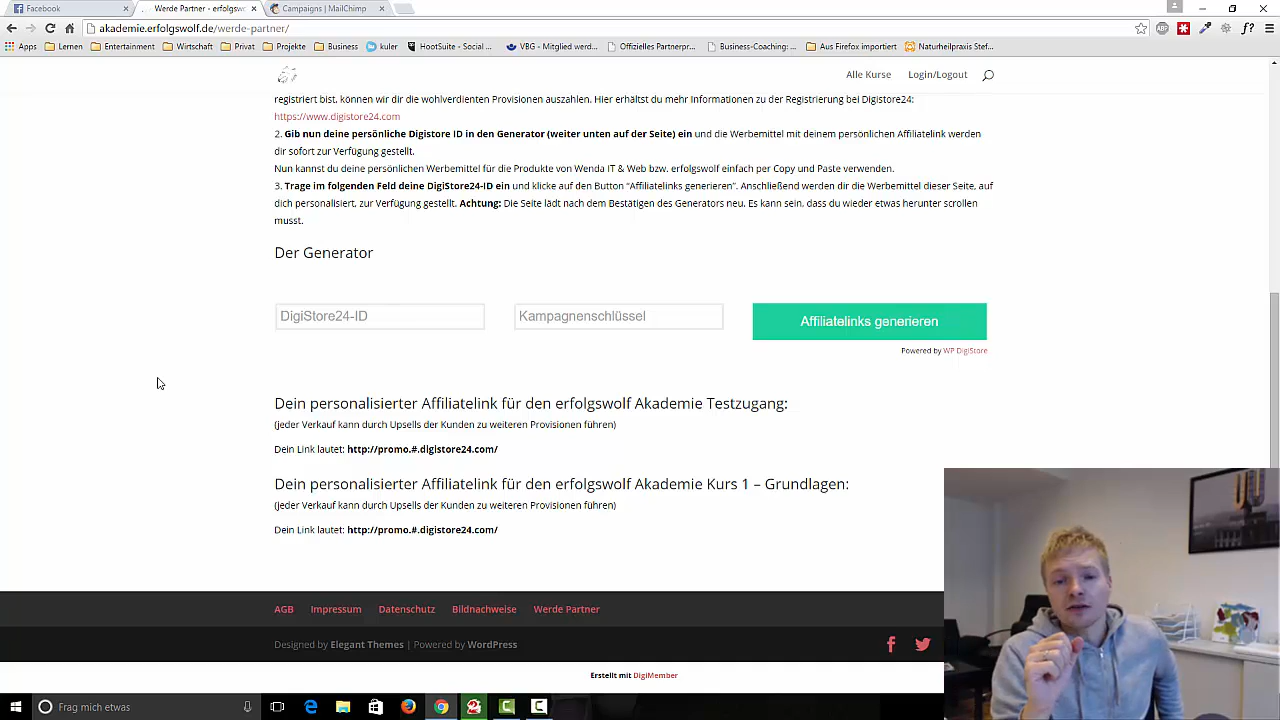 Facebook
Werde Partner - erfolgswo
Campaigns | MailChimp
akademie.erfolgswolf.de/werde-partner/
Apps
Lernen
Entertainment
Wirtschaft
Privat
Projekte
Business
kuler
HootSuite - Social ...
VBG - Mitglied werd...
Offizielles Partnerpr...
Business-Coaching: ...
Aus Firefox importiert
Naturheilpraxis Stef...
Alle Kurse
Login/Logout
registriert bist, können wir dir die wohlverdienten Provisionen auszahlen. Hier erhältst du mehr Informationen zu der Registrierung bei Digistore24:
https://www.digistore24.com
2. Gib nun deine persönliche Digistore ID in den Generator (weiter unten auf der Seite) ein und die Werbemittel mit deinem persönlichen Affiliatelink werden
dir sofort zur Verfügung gestellt.
Nun kannst du deine persönlichen Werbemittel für die Produkte von Wenda IT & Web bzw. erfolgswolf einfach per Copy und Paste verwenden.
3. Trage im folgenden Feld deine DigiStore24-ID ein und klicke auf den Button “Affiliatelinks generieren”. Anschließend werden dir die Werbemittel dieser Seite, auf
dich personalisiert, zur Verfügung gestellt. Achtung: Die Seite lädt nach dem Bestätigen des Generators neu. Es kann sein, dass du wieder etwas herunter scrollen
musst.
Der Generator
DigiStore24-ID
Kampagnenschlüssel
Affiliatelinks generieren
Powered by WP DigiStore
Dein personalisierter Affiliatelink für den erfolgswolf Akademie Testzugang:
(jeder Verkauf kann durch Upsells der Kunden zu weiteren Provisionen führen)
Dein Link lautet: http://promo.#.digistore24.com/
Dein personalisierter Affiliatelink für den erfolgswolf Akademie Kurs 1 – Grundlagen:
(jeder Verkauf kann durch Upsells der Kunden zu weiteren Provisionen führen)
Dein Link lautet: http://promo.#.digistore24.com/
AGB
Impressum
Datenschutz
Bildnachweise
Werde Partner
Designed by Elegant Themes | Powered by WordPress
Erstellt mit DigiMember
Frag mich etwas